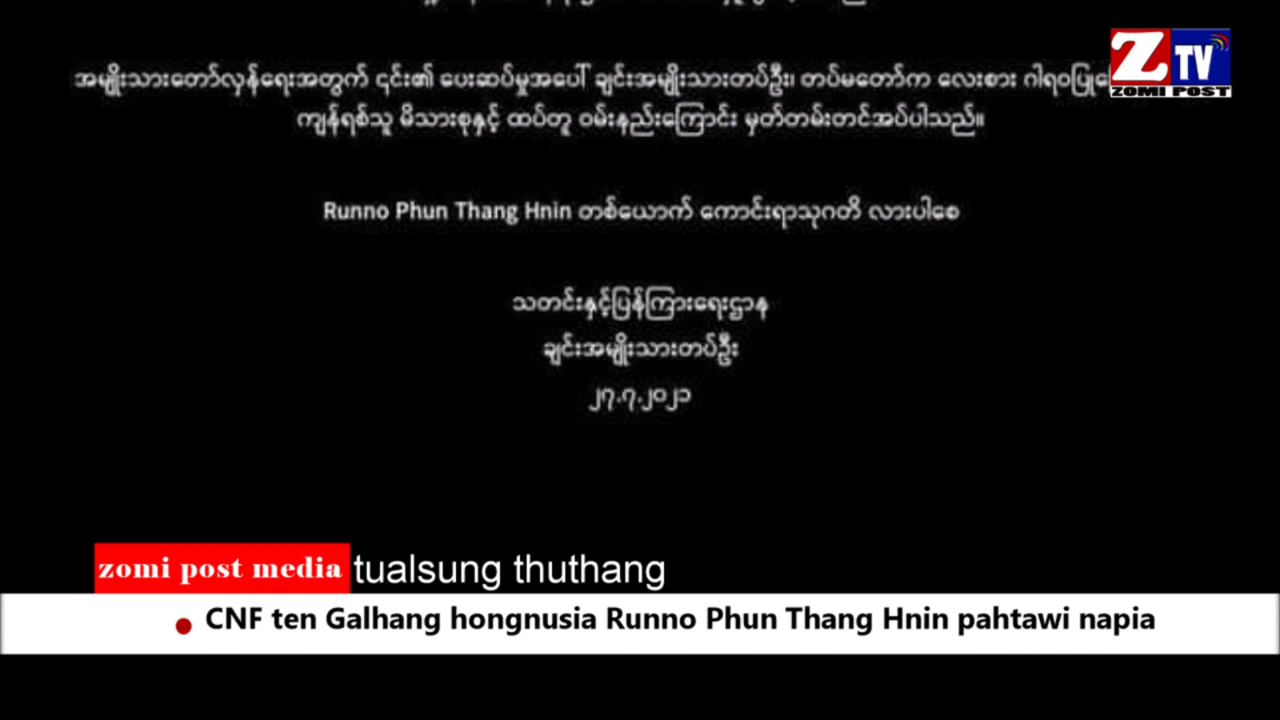 Z TV
ZOMI POST
အမျိုးသားတော်လှန်ရေးအတွက် ၎င်း၏ ပေးဆပ်မှုအပေါ် ချင်းအမျိုးသားတပ်ဦး၊ တပ်မတော်က လေးစား
ကျန်ရစ်သူ မိသားစုနှင့် ထပ်တူ ဝမ်းနည်းကြောင်း မှတ်တမ်းတင်အပ်ပါသည်။
Runno Phun Thang Hnin တစ်ယောက် ကောင်းရာသုဂတိ လားပါစေ
သတင်းနှင့်ပြန်ကြားရေးဌာန
ချင်းအမျိုးသားတပ်ဦး
၂၇.၇.၂၀၂၁
zomi post media tualsung thuthang
CNF ten Galhang hongnusia Runno Phun Thang Hnin pahtawi napia